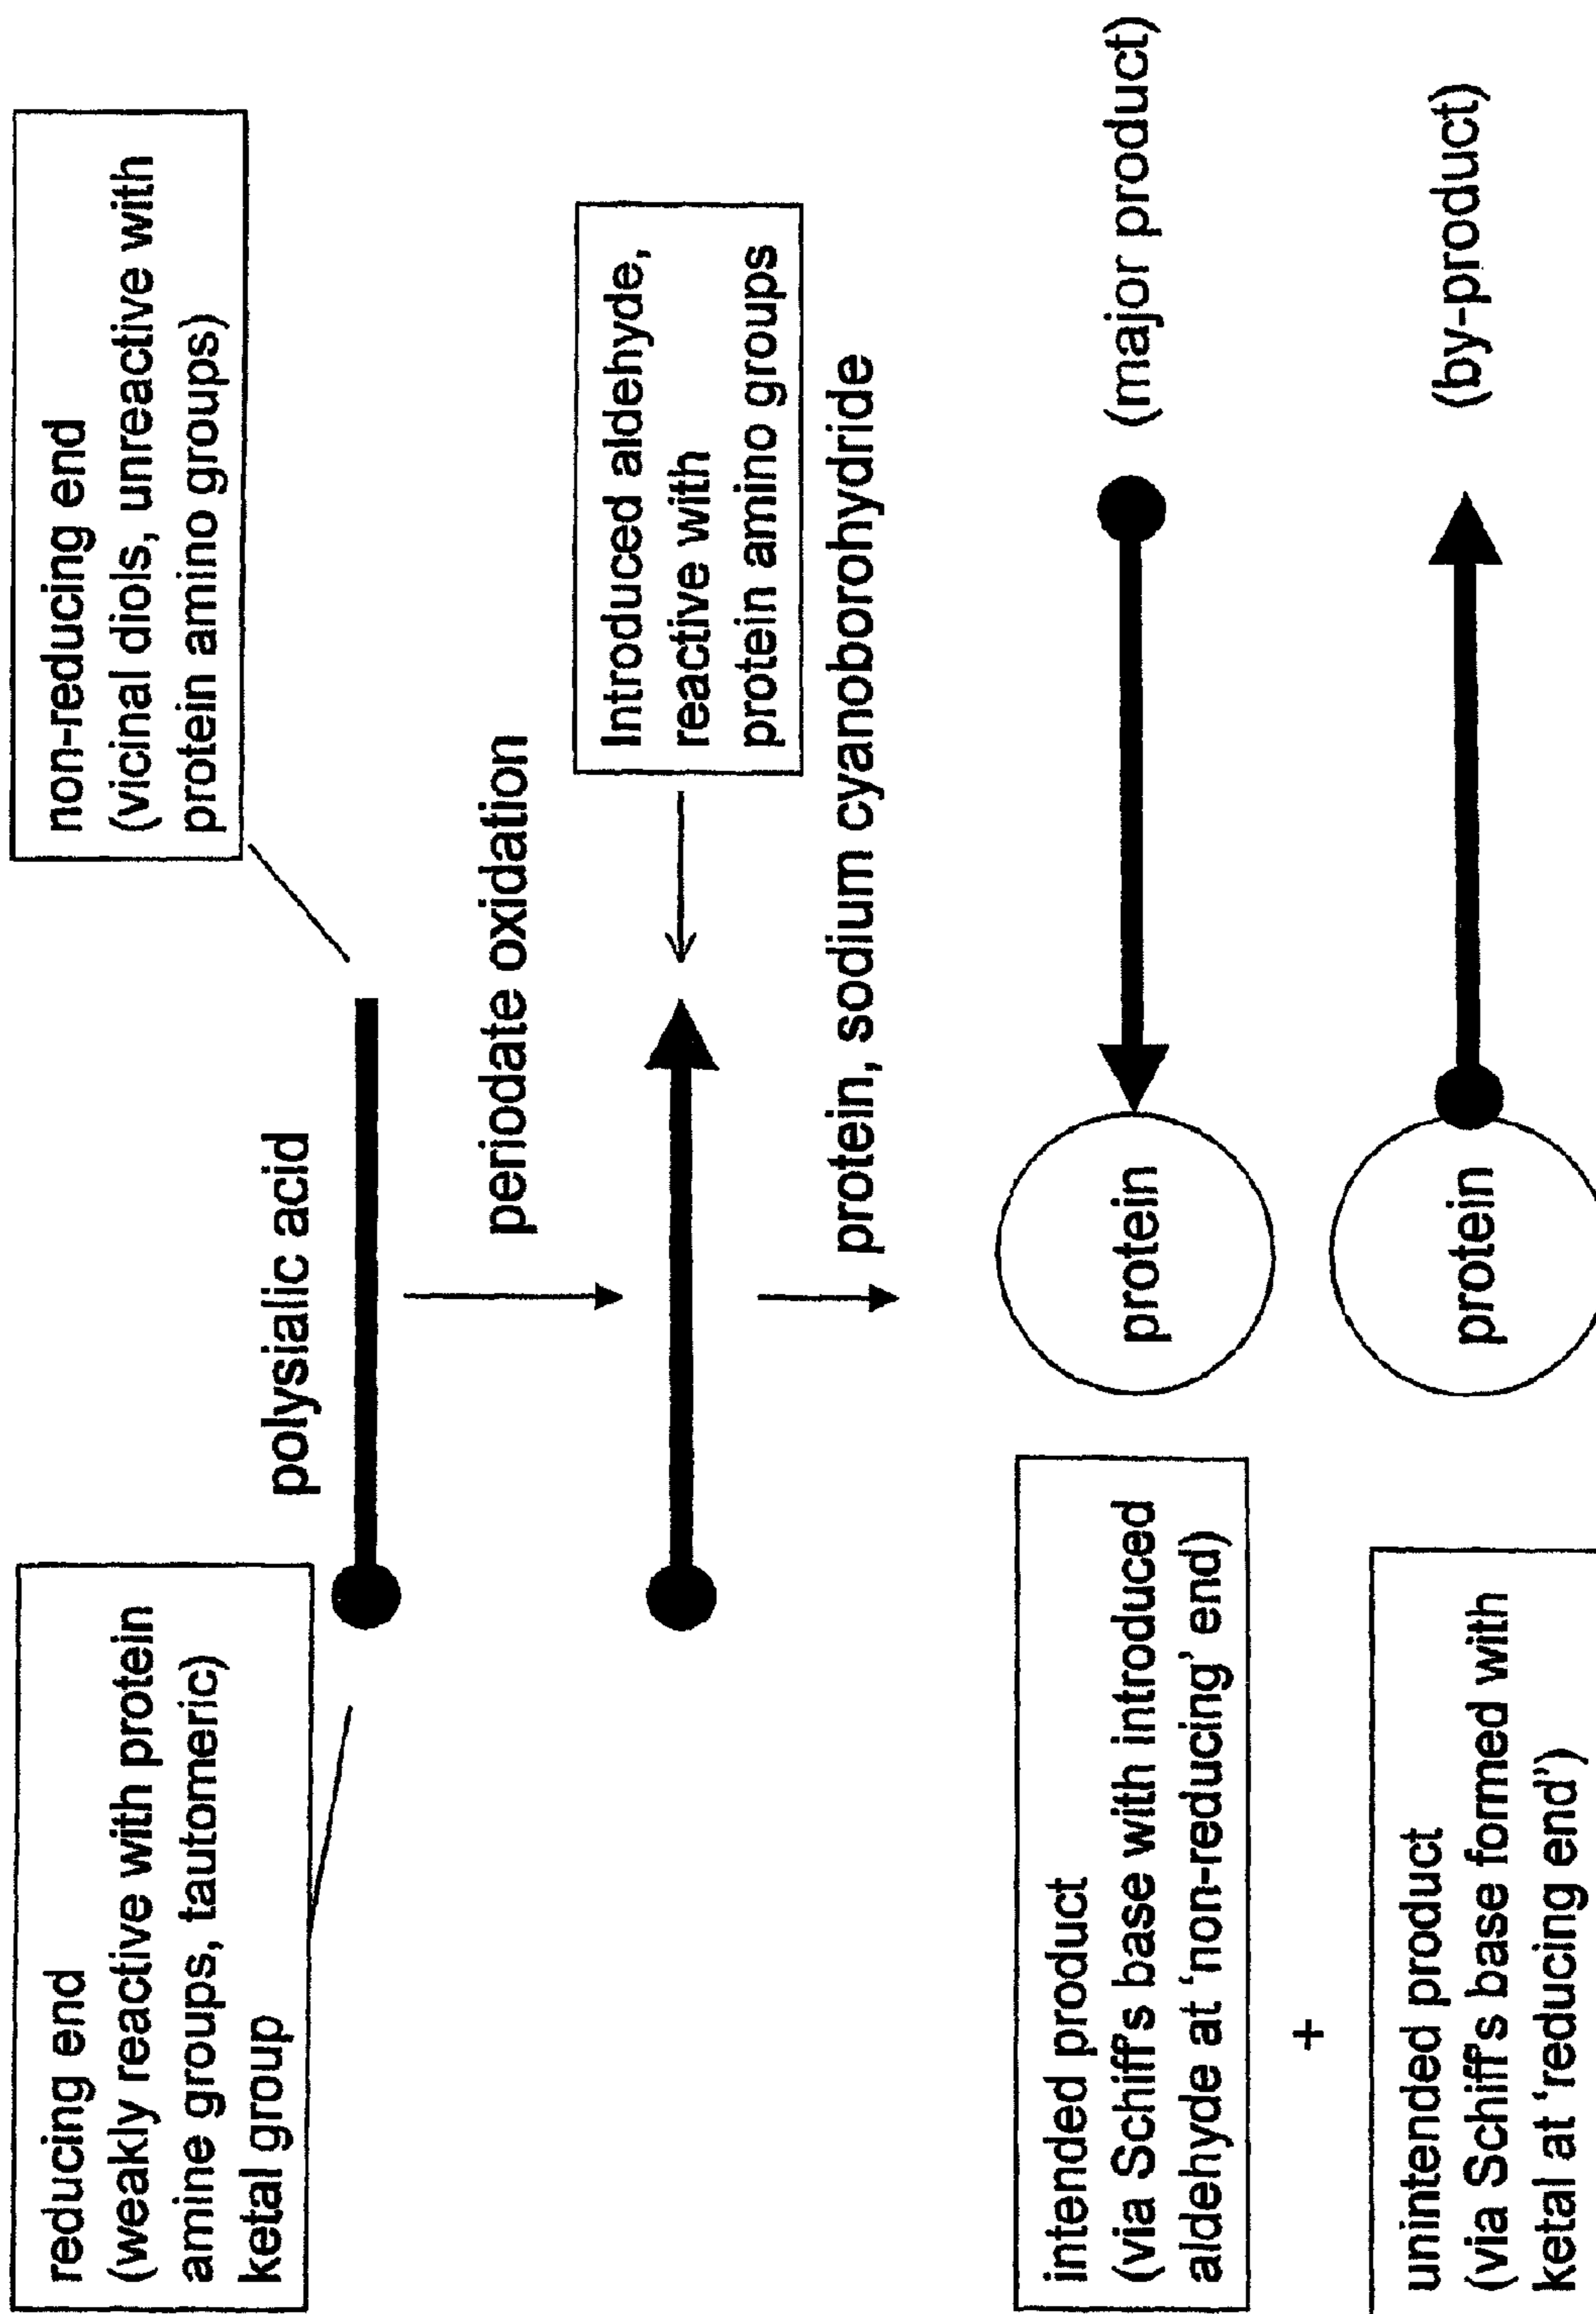 reducing end
(weakly reactive with protein
amine groups, tautomeric)
ketal group
non-reducing end
(vicinal diols, unreactive with
protein amino groups)
polysialic acid
periodate oxidation
Introduced aldehyde,
reactive with
protein amino groups
protein, sodium cyanoborohydride
intended product
(via Schiff's base with introduced
aldehyde at 'non-reducing' end)
protein
(major product)
+
unintended product
(via Schiff's base formed with
ketal at 'reducing end')
protein
(by-product)